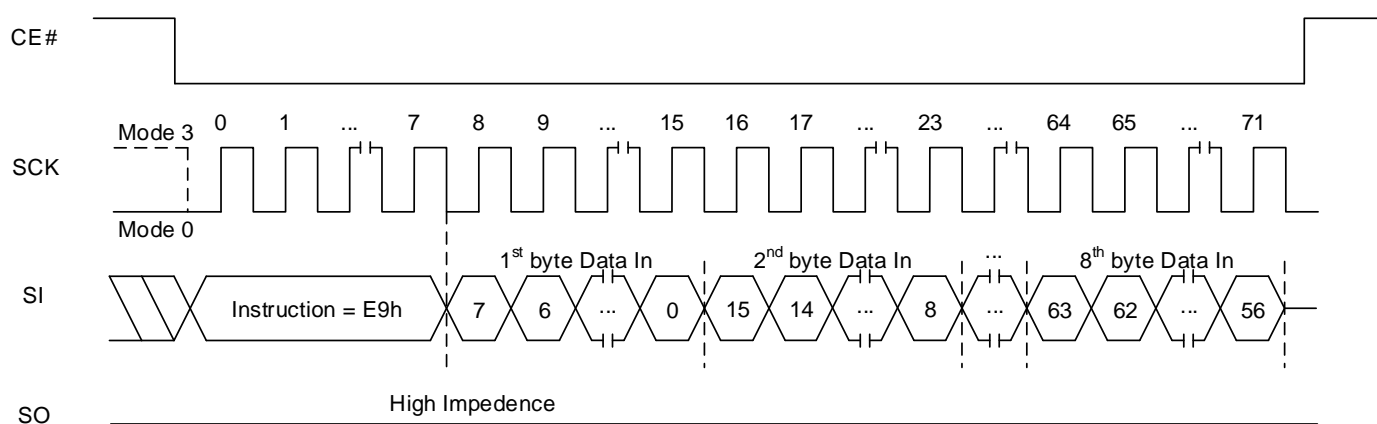 CE#
Mode 3 0 1 ... 7 8 9 ... 15 16 17 ... 23 ... 64 65 ... 71
SCK
Mode 0
1st byte Data In 2nd byte Data In ... 8th byte Data In
SI Instruction = E9h 7 6 ... 0 15 14 ... 8 ... 63 62 ... 56
High Impedence
SO